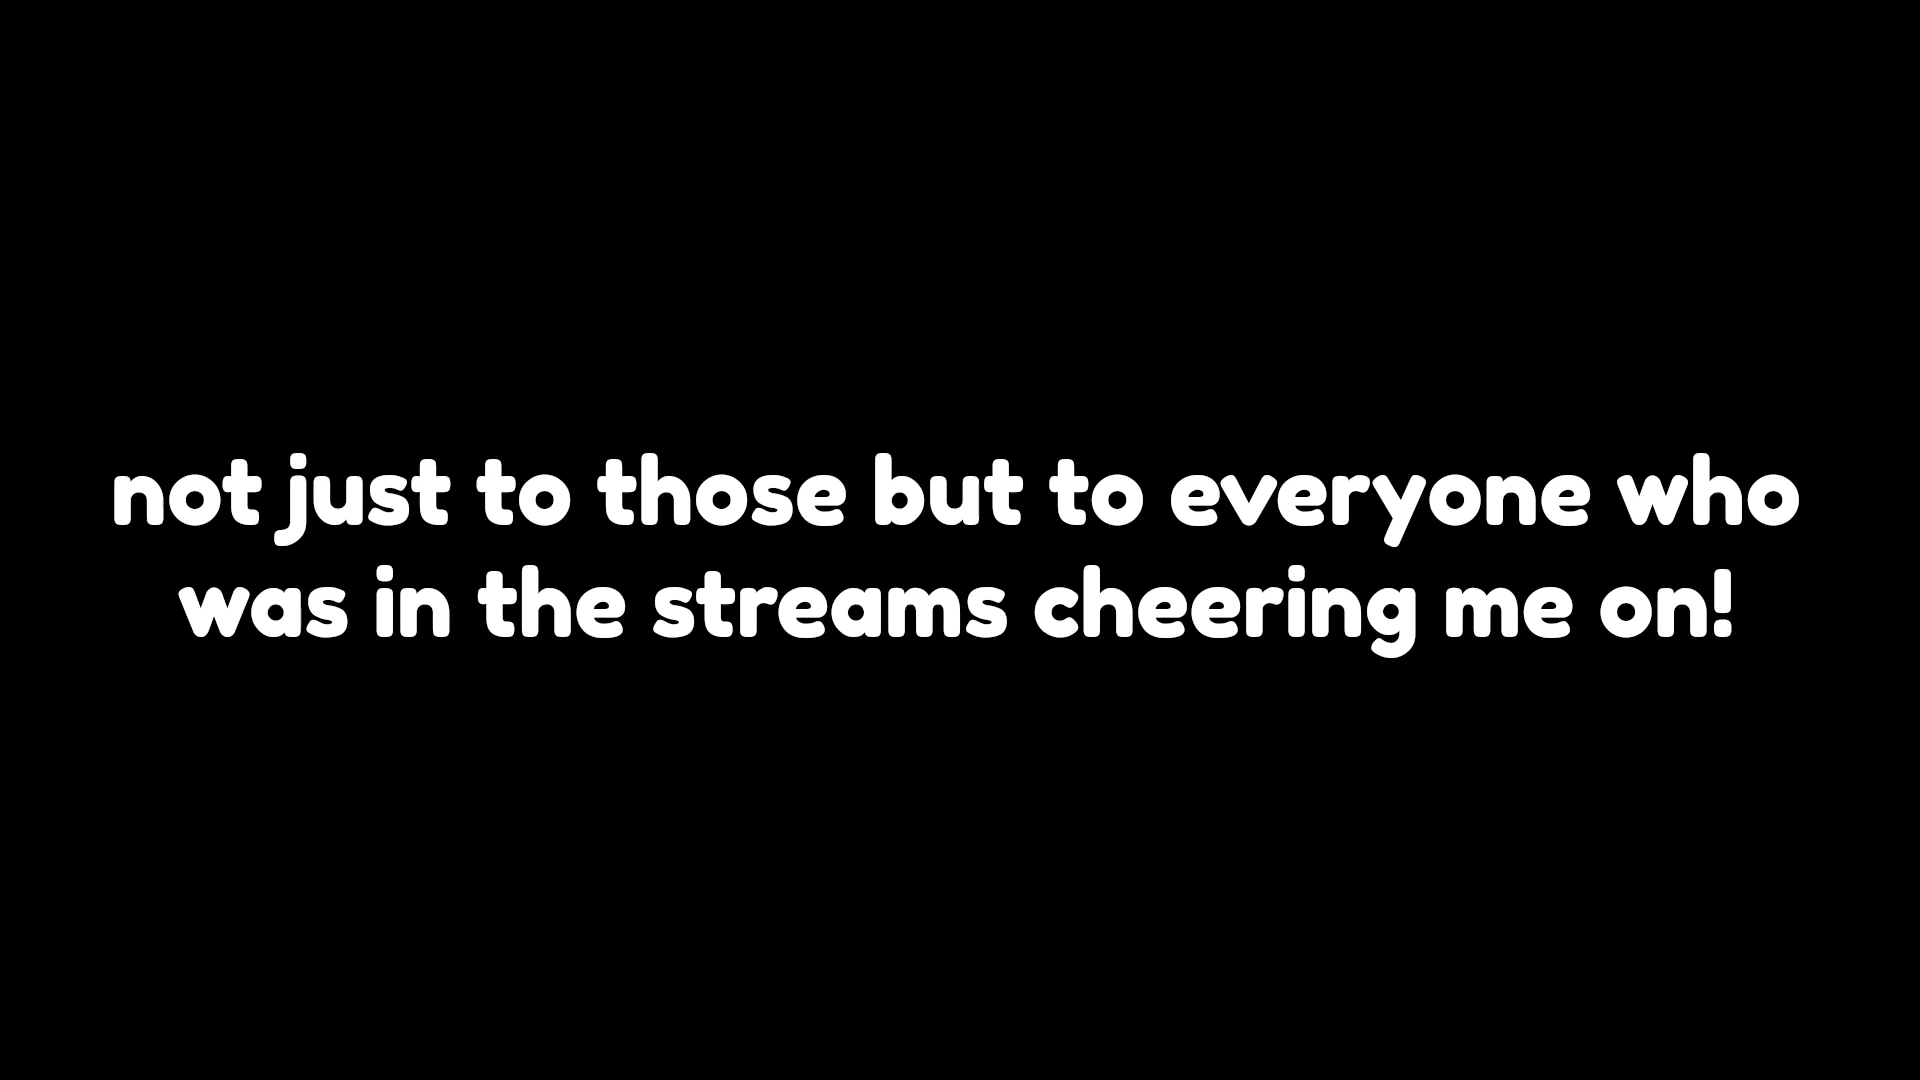 not just to those but to everyone who
was in the streams cheering me on!